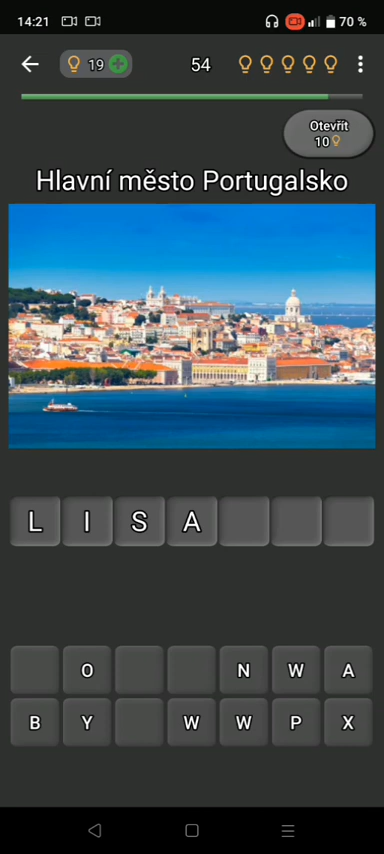 14:21 70 %
19 54
Otevřít
10
Hlavní město Portugalsko
L I S A
O N W A
B Y W W P X